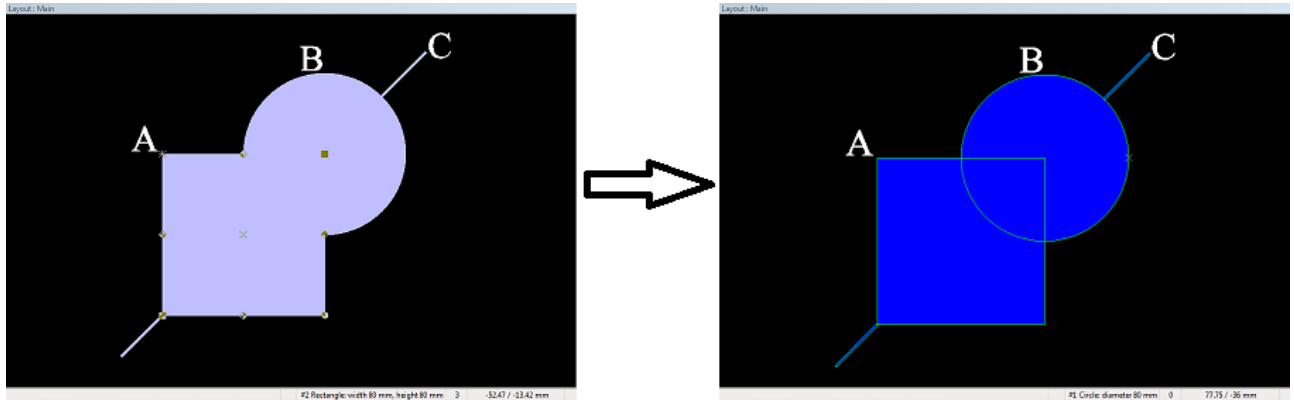 Layout: Main
Layout: Main
B
C
A
B
C
A
#2 Rectangle: width 80 mm, height 80 mm 3 -52.47 / -13.42 mm
#1 Circle: diameter 80 mm 0 77.75 / -36 mm